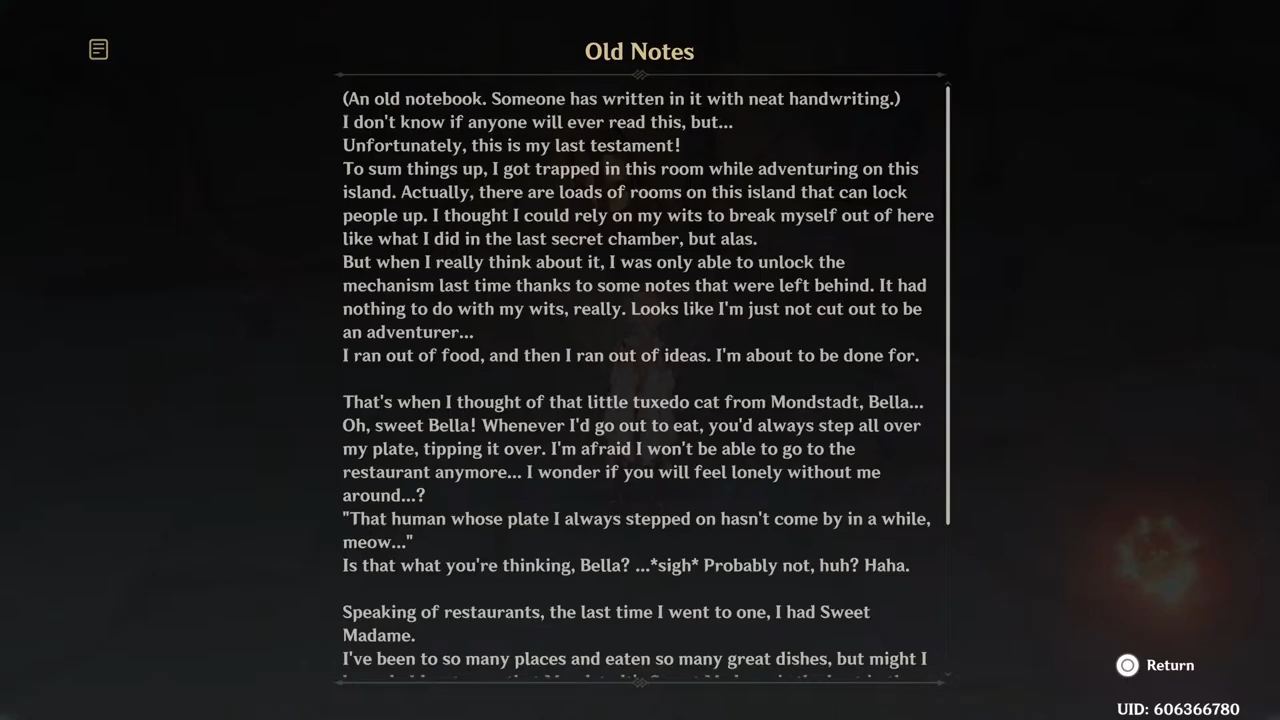 Old Notes
(An old notebook. Someone has written in it with neat handwriting.)
I don't know if anyone will ever read this, but...
Unfortunately, this is my last testament!
To sum things up, I got trapped in this room while adventuring on this
island. Actually, there are loads of rooms on this island that can lock
people up. I thought I could rely on my wits to break myself out of here
like what I did in the last secret chamber, but alas.
But when I really think about it, I was only able to unlock the
mechanism last time thanks to some notes that were left behind. It had
nothing to do with my wits, really. Looks like I'm just not cut out to be
an adventurer...
I ran out of food, and then I ran out of ideas. I'm about to be done for.
That's when I thought of that little tuxedo cat from Mondstadt, Bella...
Oh, sweet Bella! Whenever I'd go out to eat, you'd always step all over
my plate, tipping it over. I'm afraid I won't be able to go to the
restaurant anymore... I wonder if you will feel lonely without me
around...?
"That human whose plate I always stepped on hasn't come by in a while,
meow..."
Is that what you're thinking, Bella? ...*sigh* Probably not, huh? Haha.
Speaking of restaurants, the last time I went to one, I had Sweet
Madame.
I've been to so many places and eaten so many great dishes, but might I
Return
UID: 606366780